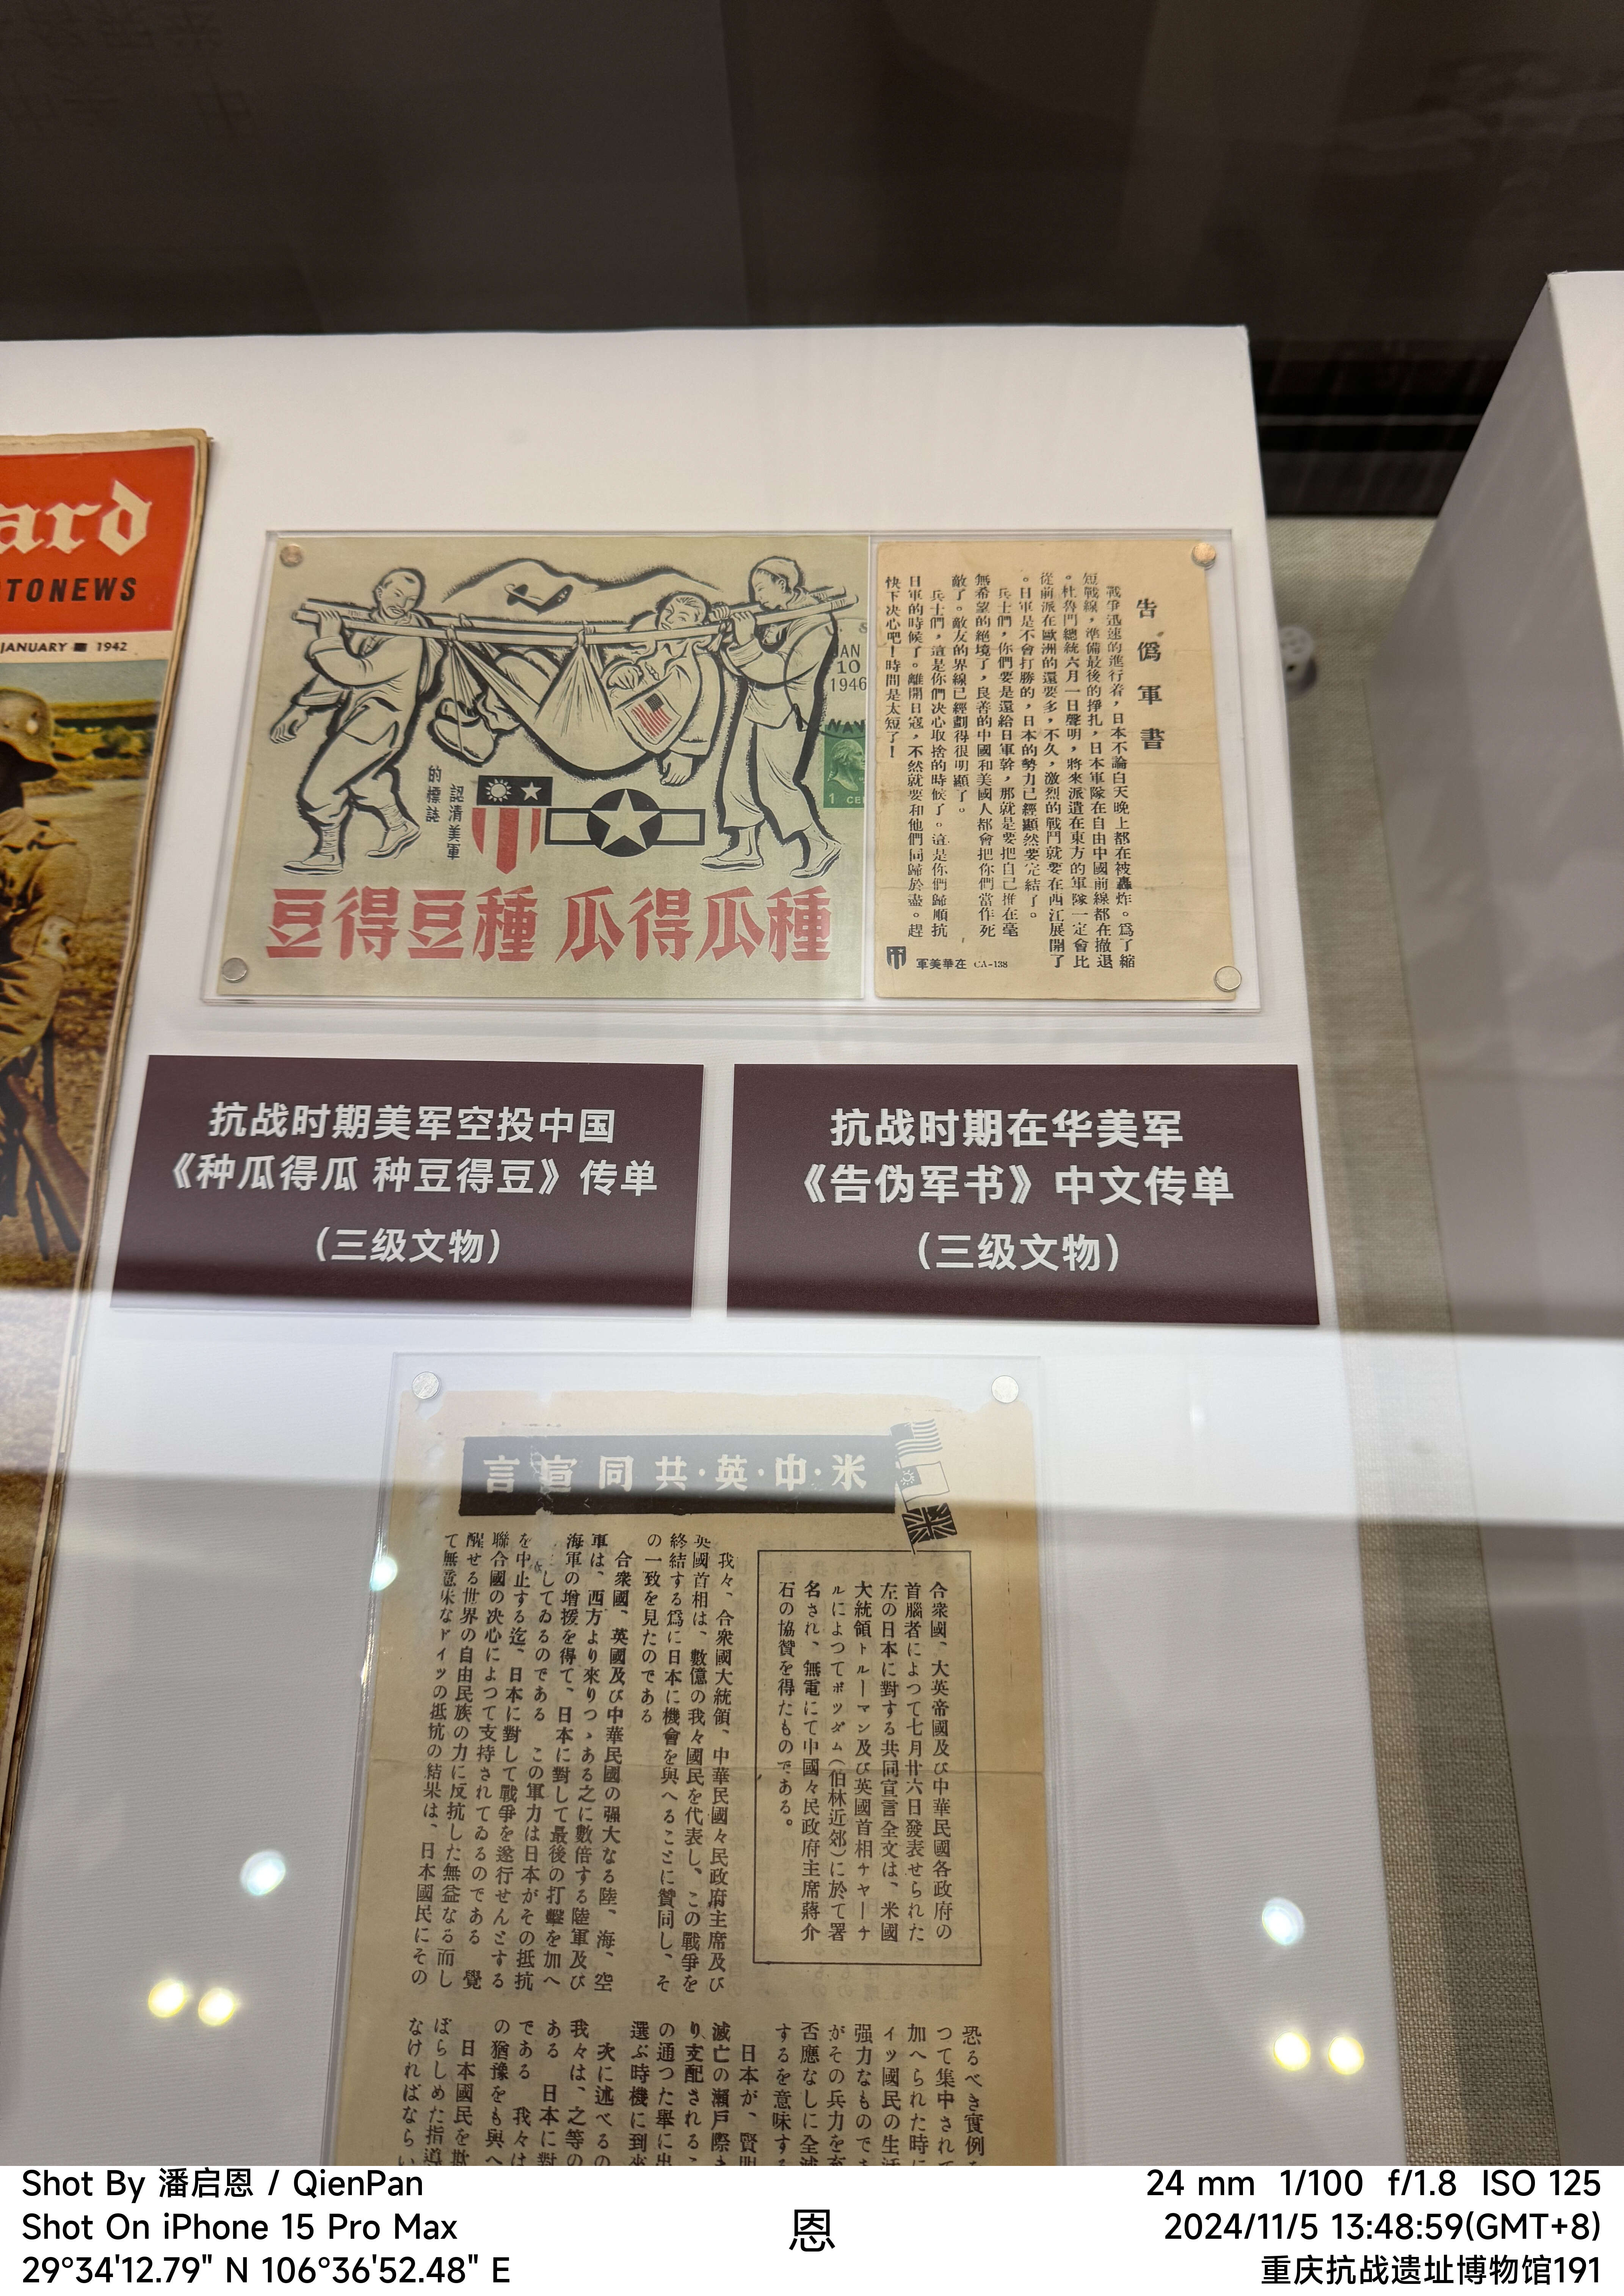 ard
TONEWS
JANUARY ■ 1942
JAN
10
1946
1 CE
認清美軍
的標誌
種瓜得瓜 種豆得豆
告僞軍書
戰爭迅速的進行着，日本不論白天晚上都在被轟炸。爲了縮
短戰線，準備最後的掙扎，日本軍隊在自由中國前線都在撤退
。杜魯門總統六月一日聲明，將來派遣在東方的軍隊一定會比
從前派在歐洲的還要多，不久，激烈的戰鬥就要在西江展開了
。日軍是不會打勝的，日本的勢力已經顯然要完結了。
兵士們，你們要是還給日軍幹，那就是要把自己推在毫
無希望的絕境了，良善的中國和美國人都會把你們當作死
敵了。敵友的界線已經劃得很明顯了。
兵士們，這是你們決心取捨的時候了。這是你們歸順抗
日軍的時候了。離開日寇，不然就要和他們同歸於盡。趕
快下决心吧！時間是太短了！
軍美華在 CA-138
抗战时期美军空投中国
《种瓜得瓜 种豆得豆》传单
（三级文物）
抗战时期在华美军
《告伪军书》中文传单
（三级文物）
米·中·英·共同宣言
合衆國、大英帝國及び中華民國各政府の
首腦者によつて七月廿六日發表せられた
左の日本に對する共同宣言全文は、米國
大統領トルーマン及び英國首相チャーチ
ルによつてポツダム（伯林近郊）に於て署
名され、無電にて中國々民政府主席蔣介
石の協贊を得たものである。
我々、合衆國大統領、中華民國々民政府主席及び
英國首相は、數億の我々國民を代表し、この戰爭を
終結する爲に日本に機會を與へることに贊同し、そ
の一致を見たのである
合衆國、英國及び中華民國の强大なる陸、海、空
軍は、西方より來りつゝある之に數倍する陸軍及び
海軍の增援を得て、日本に對して最後の打擊を加へ
してゐるのである この軍力は日本がその抵抗
を中止する迄、日本に對して戰爭を遂行せんとする
聯合國の决心によつて支持されてゐるのである 覺
醒せる世界の自由民族の力に反抗した無益なる而し
て無意味なドイツの抵抗の結果は、日本國民にその
恐るべき實例
つて集中され
加へられた時に
イツ國民の生活
强力なもので
がその兵力を
否應なしに全滅
するを意味す
日本が、賢明
滅亡の瀬戸際
り支配される
の通つた擧に出
選ぶ時機に到
次に述べるの
我々は、之等の
ある 日本に對
である 我々は
の猶豫をも與へ
日本國民を欺
ぼらしめた指導
なければなら
Shot By 潘启恩 / QienPan
Shot On iPhone 15 Pro Max
29°34'12.79" N 106°36'52.48" E
恩
24 mm 1/100 f/1.8 ISO 125
2024/11/5 13:48:59(GMT+8)
重庆抗战遗址博物馆191